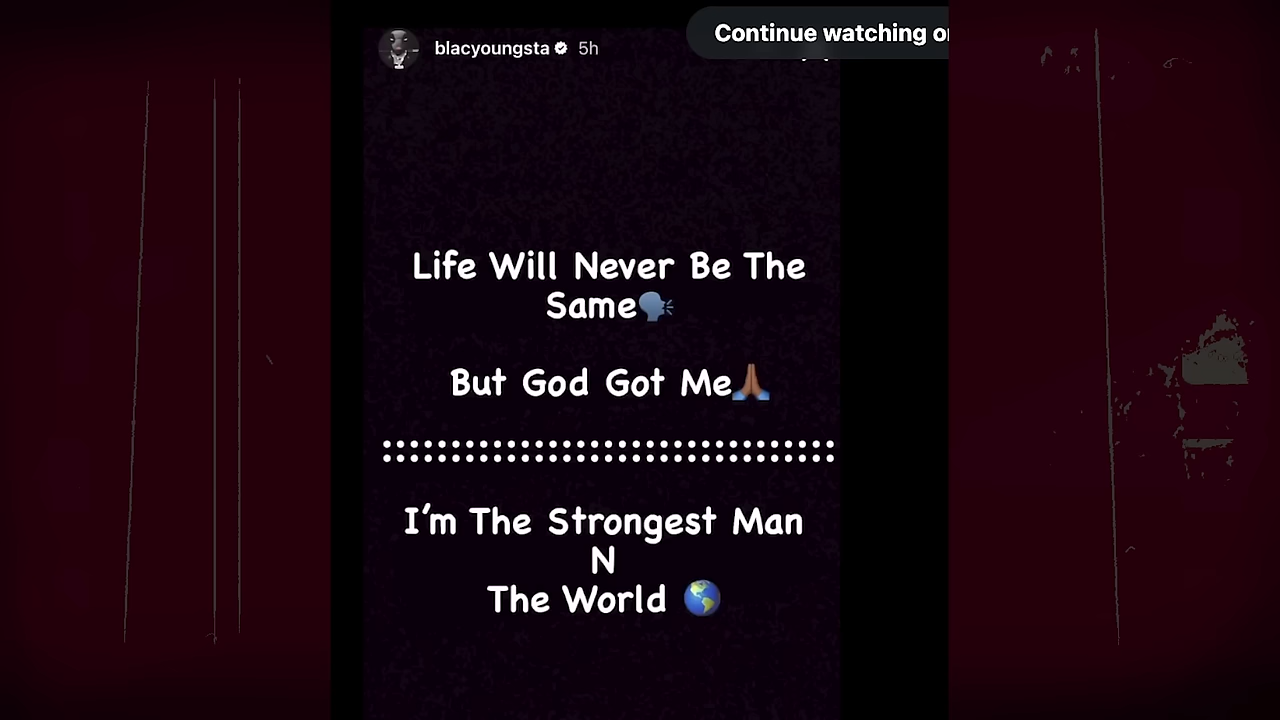 blacyoungsta 5h
Continue watching
Life Will Never Be The
Same🗣️
But God Got Me🙏🏾
I'm The Strongest Man
N
The World 🌎